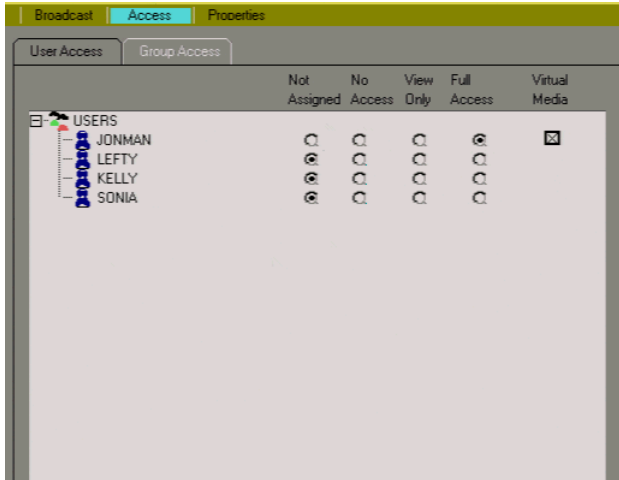 Broadcast Access Properties
User Access Group Access
Not Assigned No Access View Only Full Access Virtual Media
USERS
JONMAN
LEFTY
KELLY
SONIA